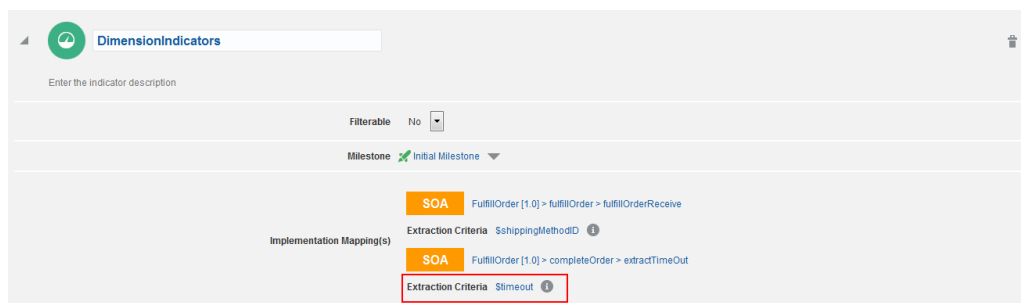 DimensionIndicators
Enter the indicator description
Filterable No
Milestone Initial Milestone
SOA FulfillOrder [1.0] > fulfillOrder > fulfillOrderReceive
Extraction Criteria $shippingMethodID
Implementation Mapping(s)
SOA FulfillOrder [1.0] > completeOrder > extractTimeOut
Extraction Criteria $timeout